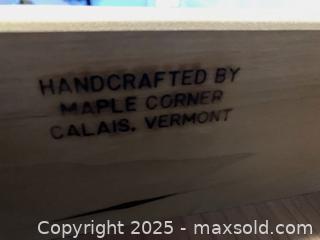 HANDCRAFTED BY
MAPLE CORNER
CALAIS, VERMONT
Copyright © 2025 - maxsold.com